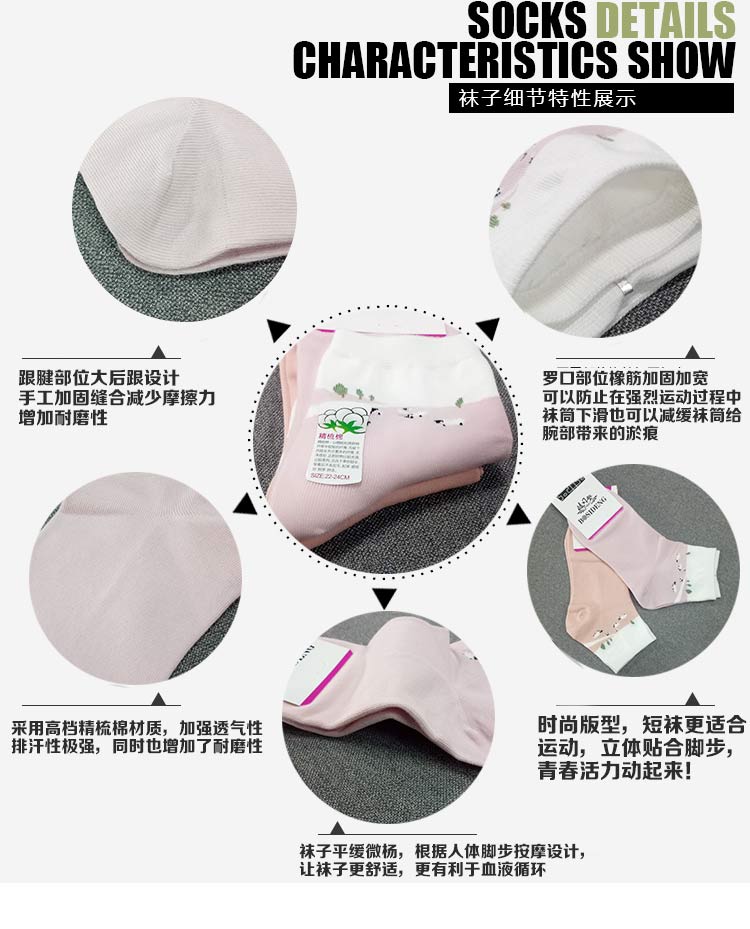 SOCKS DETAILS
CHARACTERISTICS SHOW
袜子细节特性展示
跟腱部位大后跟设计
手工加固缝合减少摩擦力
增加耐磨性
罗口部位橡筋加固加宽
可以防止在强烈运动过程中
袜筒下滑也可以减缓袜筒给
腕部带来的淤痕
精梳棉
SIZE:22-24CM
BOSIDENG
采用高档精梳棉材质，加强透气性
排汗性极强，同时也增加了耐磨性
时尚版型，短袜更适合
运动，立体贴合脚步，
青春活力动起来！
袜子平缓微杨，根据人体脚步按摩设计，
让袜子更舒适，更有利于血液循环